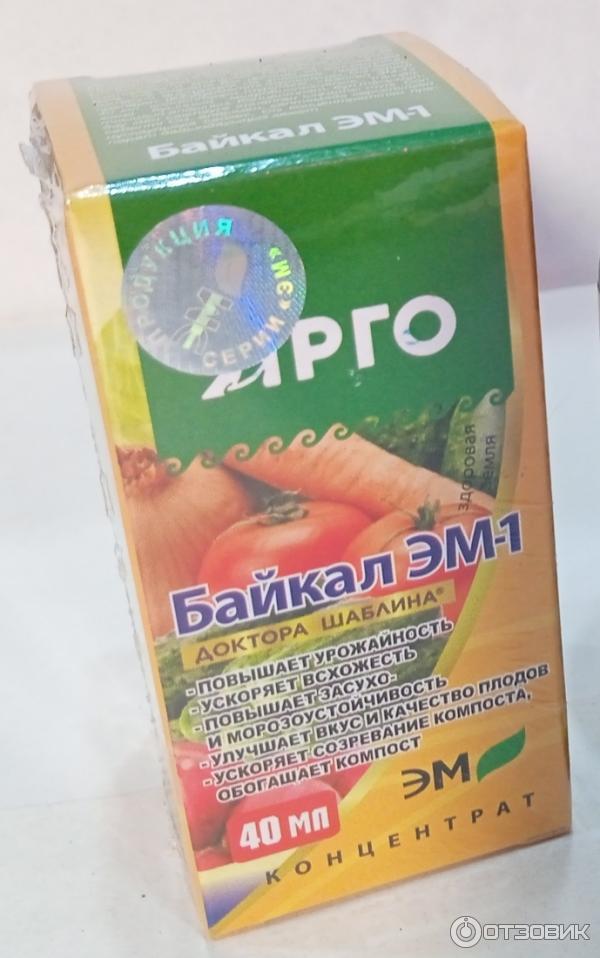 Байкал ЭМ-1
ПРОДУКЦИЯ СЕРИИ «ЭМ»
АРГО
здоровая
земля
Байкал ЭМ-1
ДОКТОРА ШАБЛИНА®
-ПОВЫШАЕТ УРОЖАЙНОСТЬ
-УСКОРЯЕТ ВСХОЖЕСТЬ
-ПОВЫШАЕТ ЗАСУХО-
И МОРОЗОУСТОЙЧИВОСТЬ
-УЛУЧШАЕТ ВКУС И КАЧЕСТВО ПЛОДОВ
-УСКОРЯЕТ СОЗРЕВАНИЕ КОМПОСТА,
ОБОГАЩАЕТ КОМПОСТ
ЭМ
40 МЛ
КОНЦЕНТРАТ
ОТЗОВИК